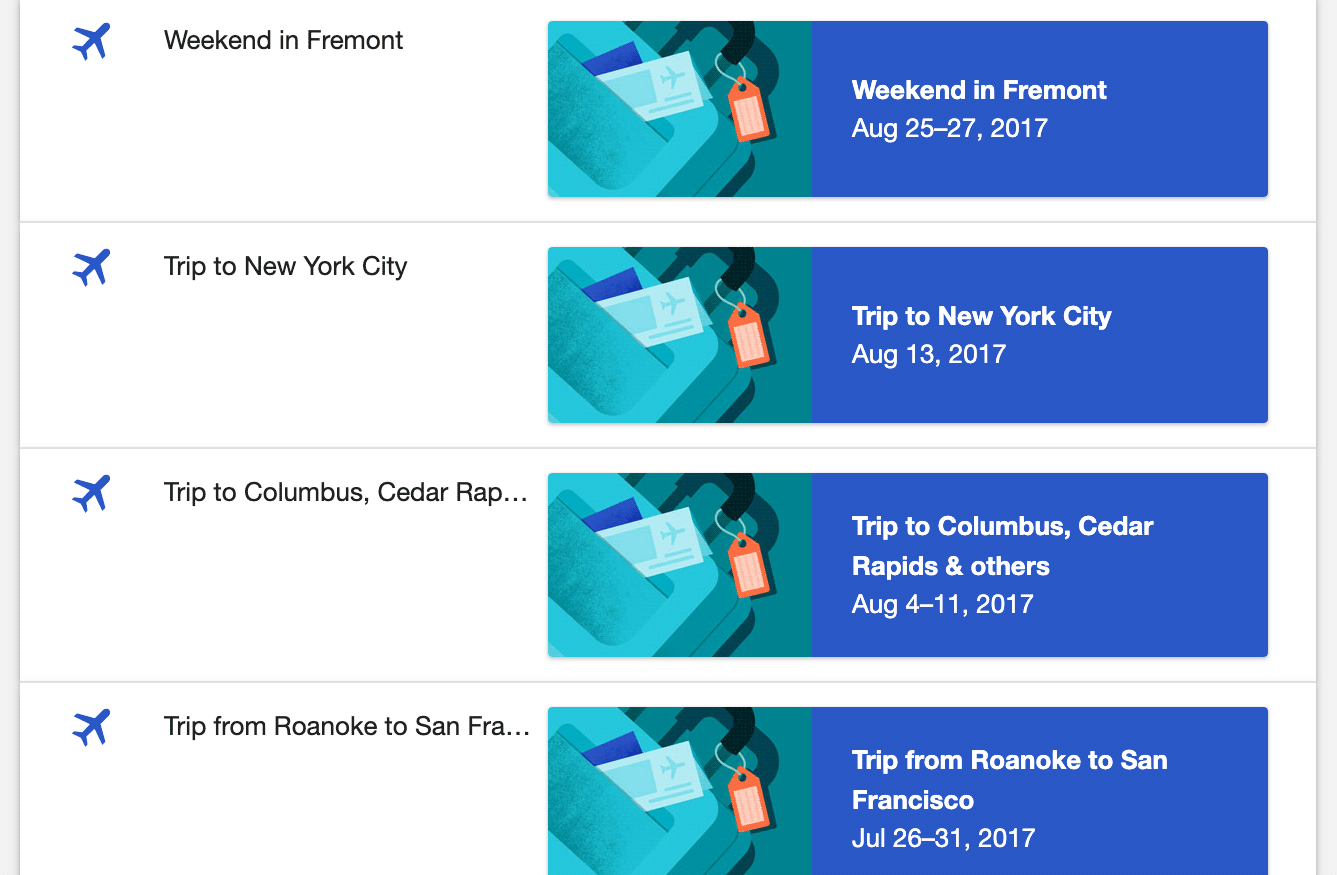 Weekend in Fremont
Weekend in Fremont
Aug 25–27, 2017
Trip to New York City
Trip to New York City
Aug 13, 2017
Trip to Columbus, Cedar Rap…
Trip to Columbus, Cedar
Rapids & others
Aug 4–11, 2017
Trip from Roanoke to San Fra…
Trip from Roanoke to San
Francisco
Jul 26–31, 2017